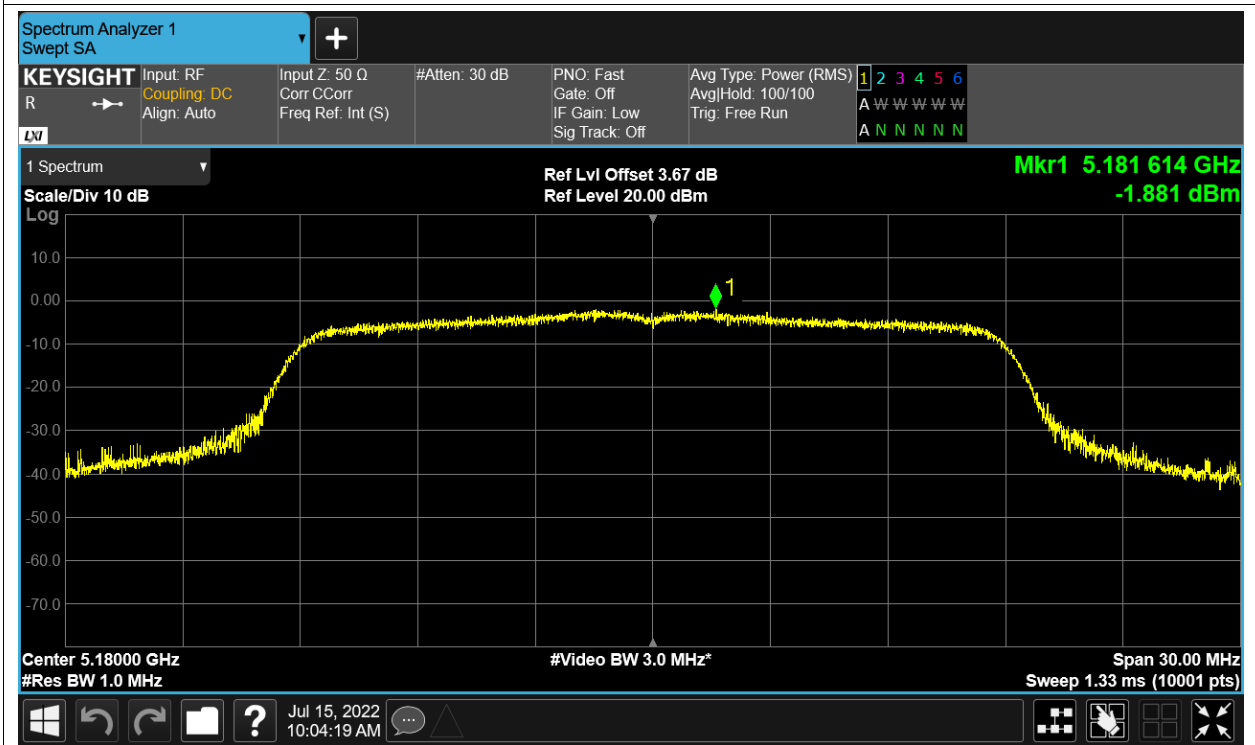 Spectrum Analyzer 1
Swept SA
KEYSIGHT
R
LXI
Input: RF
Coupling: DC
Align: Auto
Input Z: 50 Ω
Corr CCorr
Freq Ref: Int (S)
#Atten: 30 dB
PNO: Fast
Gate: Off
IF Gain: Low
Sig Track: Off
Avg Type: Power (RMS)
Avg|Hold: 100/100
Trig: Free Run
1 2 3 4 5 6
A W W W W W
A N N N N N
1 Spectrum
Scale/Div 10 dB
Ref Lvl Offset 3.67 dB
Ref Level 20.00 dBm
Mkr1 5.181 614 GHz
-1.881 dBm
Log
10.0
0.00
-10.0
-20.0
-30.0
-40.0
-50.0
-60.0
-70.0
1
Center 5.18000 GHz
#Res BW 1.0 MHz
#Video BW 3.0 MHz*
Span 30.00 MHz
Sweep 1.33 ms (10001 pts)
?
Jul 15, 2022
10:04:19 AM